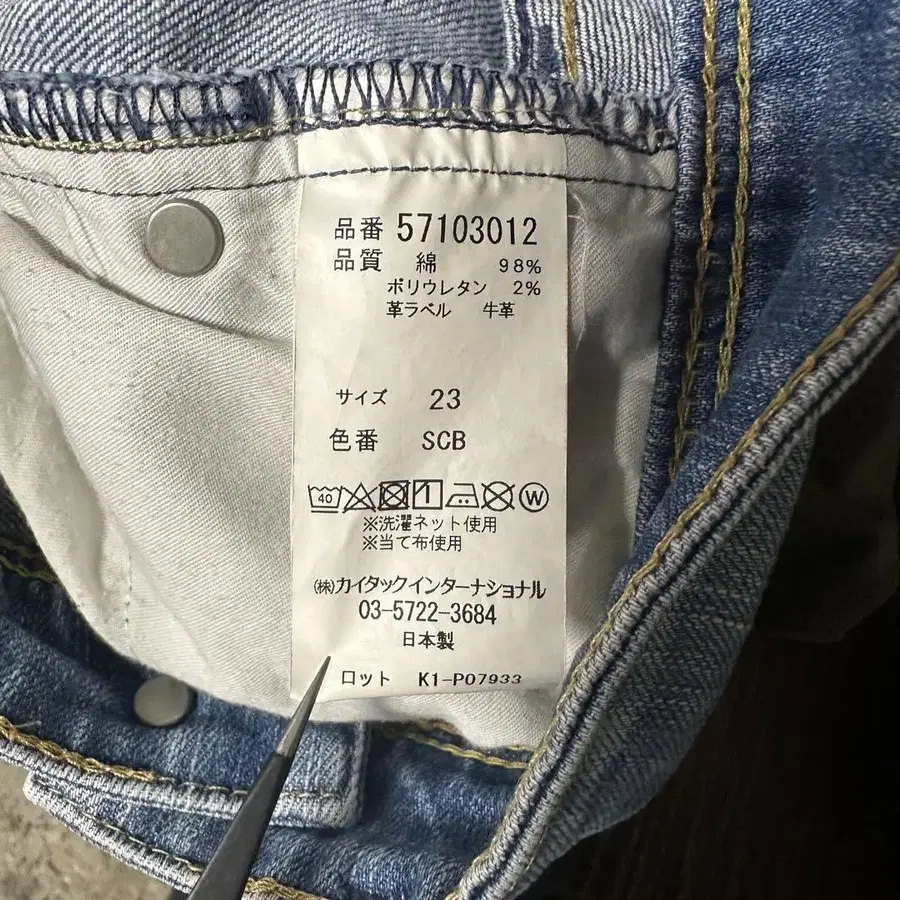 品番 57103012
品質 綿 98%
ポリウレタン 2%
革ラベル 牛革
サイズ 23
色番 SCB
40 W
※洗濯ネット使用
※当て布使用
㈱カイタックインターナショナル
03-5722-3684
日本製
ロット K1-P07933